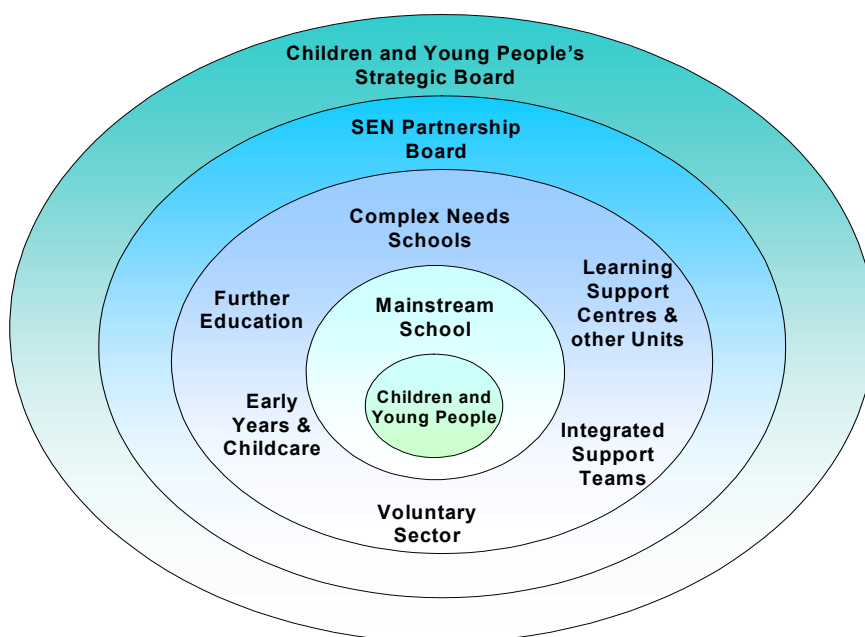 Children and Young People's
Strategic Board
SEN Partnership
Board
Complex Needs
Schools
Further
Education
Learning
Support
Centres &
other Units
Mainstream
School
Children and
Young People
Early
Years &
Childcare
Integrated
Support
Teams
Voluntary
Sector